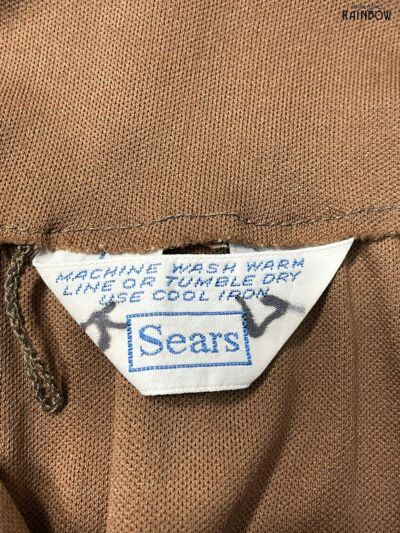 RAINBOW
MACHINE WASH WARM
LINE OR TUMBLE DRY
USE COOL IRON
Sears